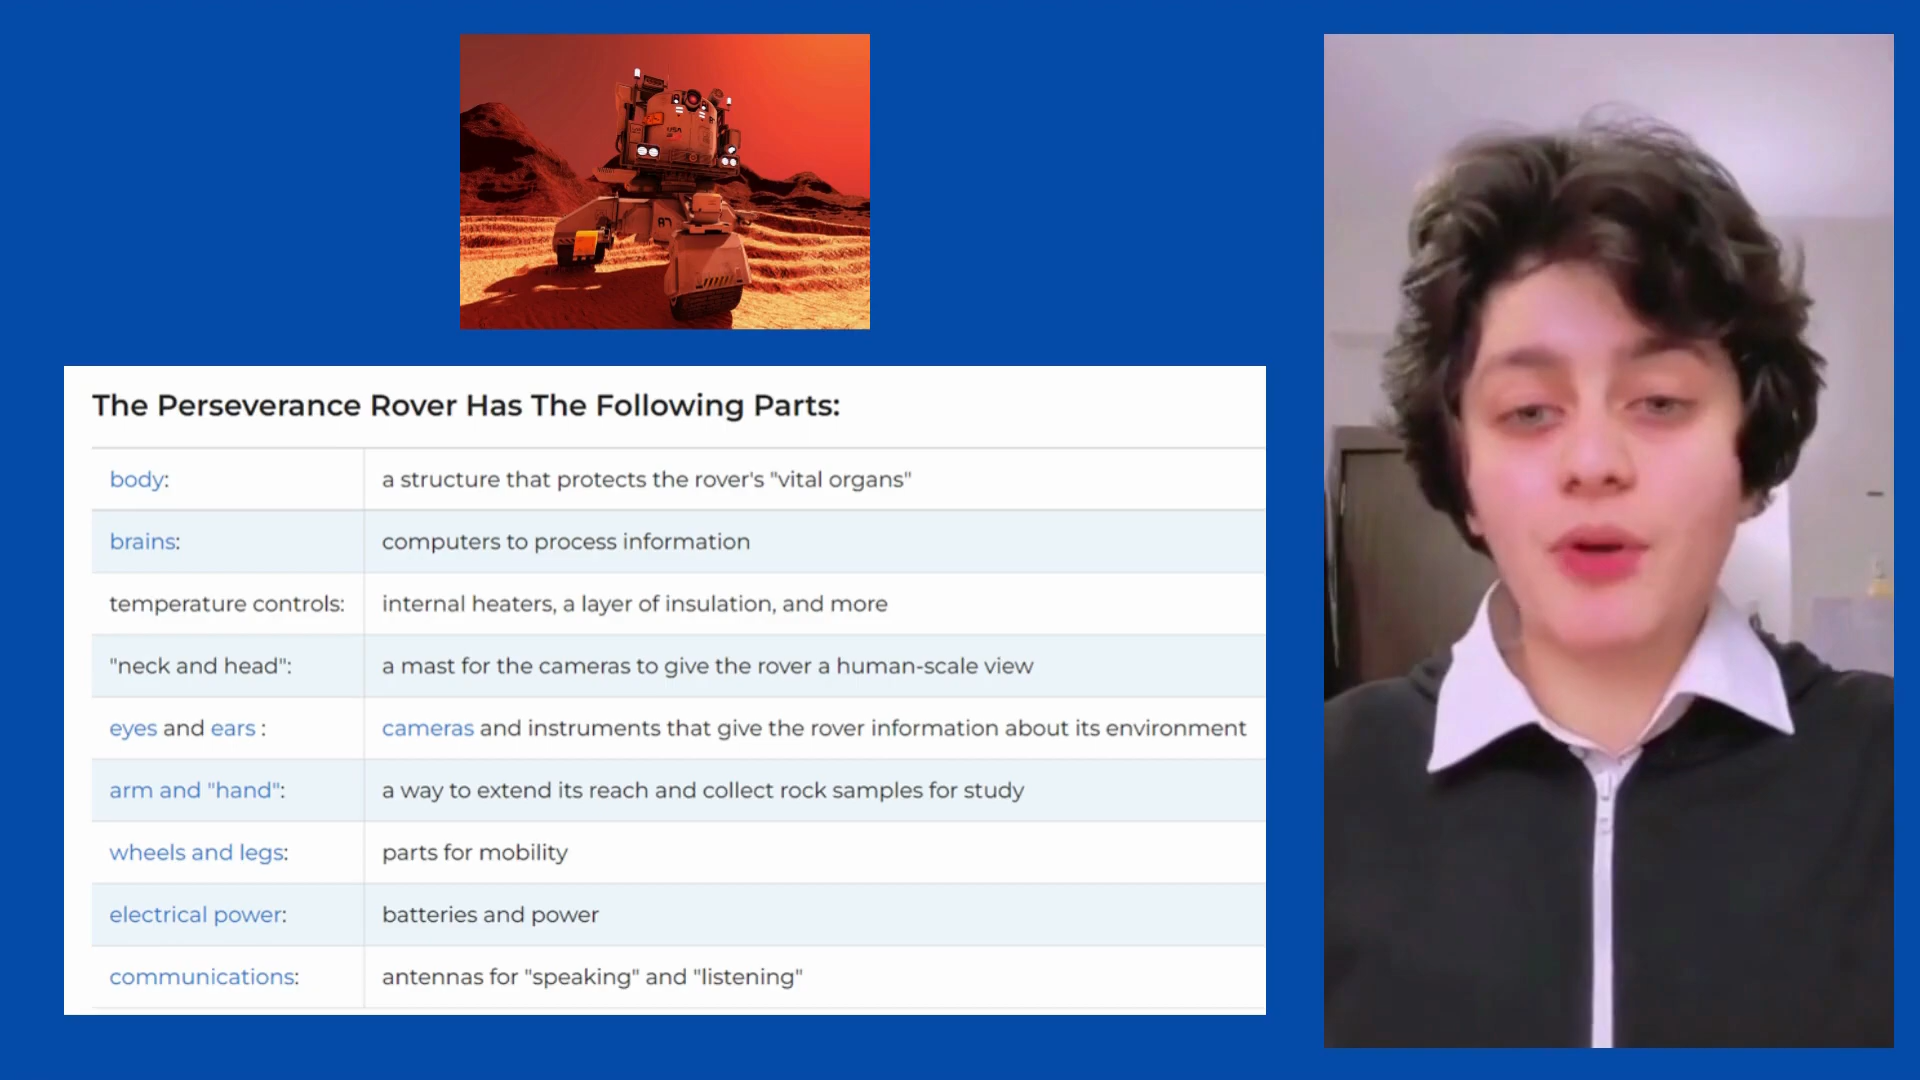 USA
The Perseverance Rover Has The Following Parts:
body: a structure that protects the rover's "vital organs"
brains: computers to process information
temperature controls: internal heaters, a layer of insulation, and more
"neck and head": a mast for the cameras to give the rover a human-scale view
eyes and ears : cameras and instruments that give the rover information about its environment
arm and "hand": a way to extend its reach and collect rock samples for study
wheels and legs: parts for mobility
electrical power: batteries and power
communications: antennas for "speaking" and "listening"